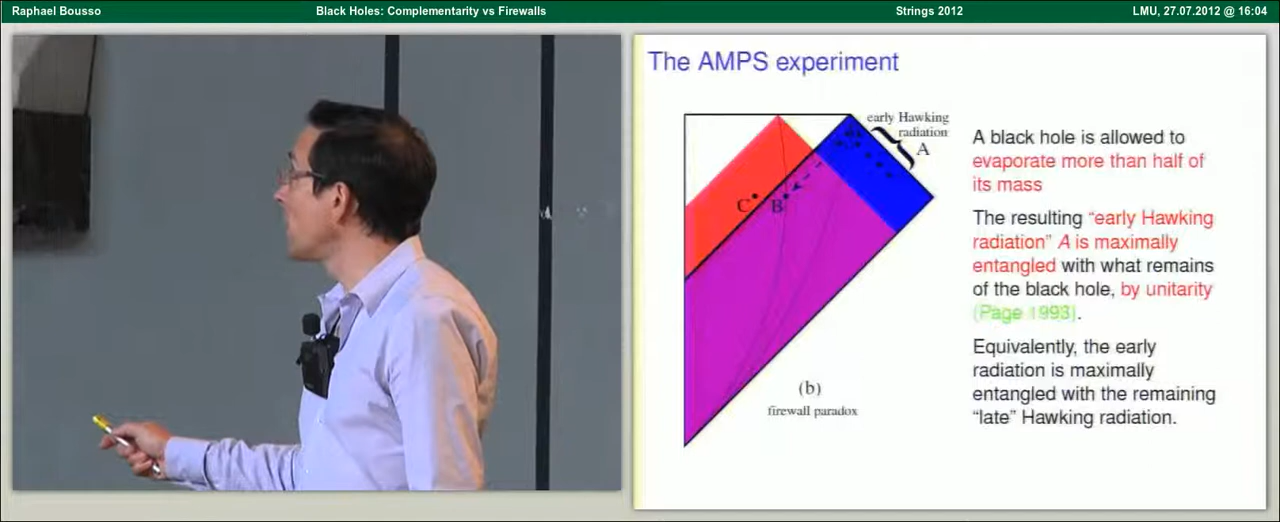 Raphael Bousso Black Holes: Complementarity vs Firewalls Strings 2012 LMU, 27.07.2012 @ 16:04
The AMPS experiment
early Hawking
radiation
A
C
B
(b)
firewall paradox
A black hole is allowed to
evaporate more than half of
its mass
The resulting “early Hawking
radiation” A is maximally
entangled with what remains
of the black hole, by unitarity
(Page 1993).
Equivalently, the early
radiation is maximally
entangled with the remaining
“late” Hawking radiation.